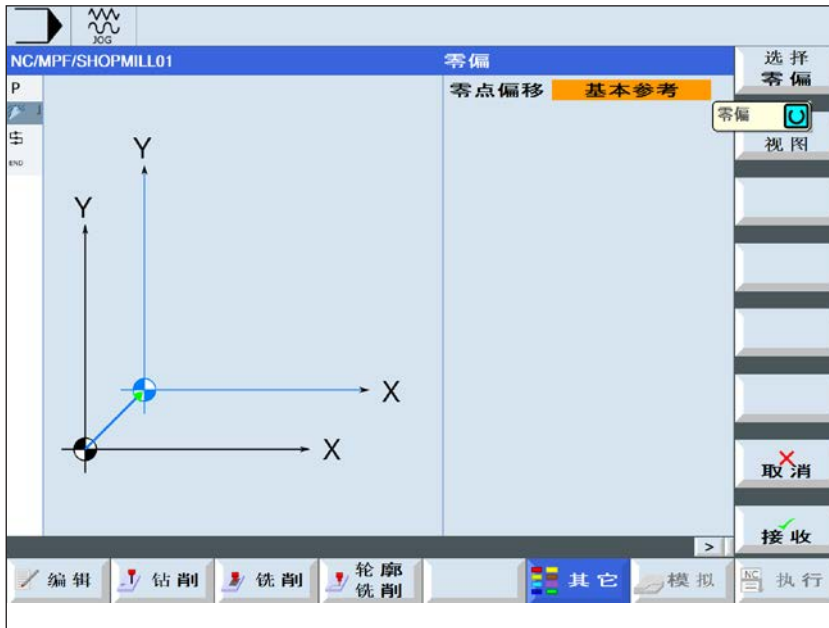 JOG
NC/MPF/SHOPMILL01
零偏
选择
零偏
P
零点偏移 基本参考
零偏
视图
END
Y
Y
X
X
取消
接收
>
编辑
钻削
铣削
轮廓
铣削
其它
模拟
NC
执行